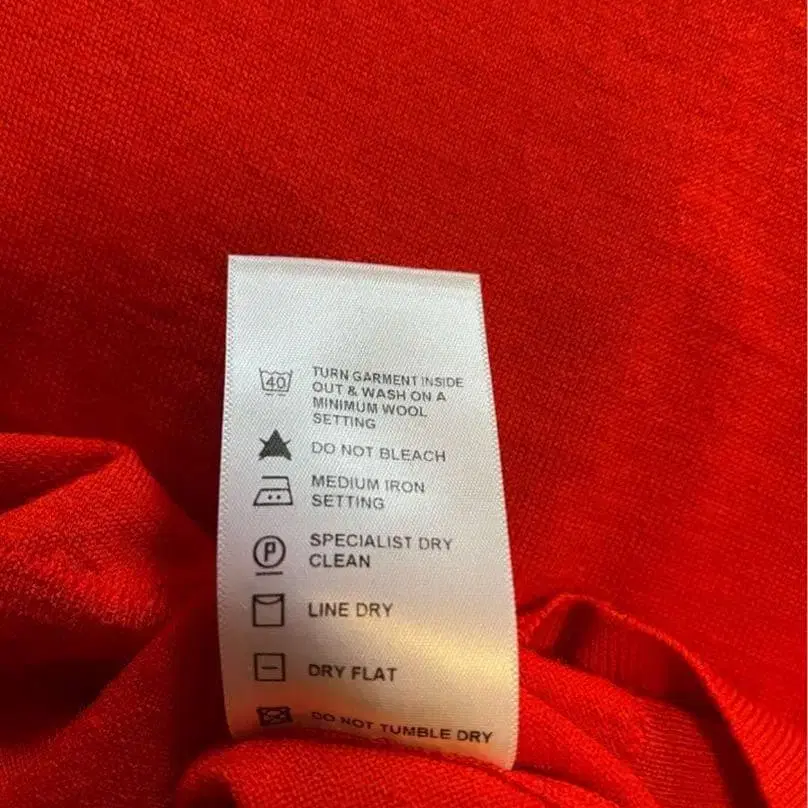 40
TURN GARMENT INSIDE
OUT & WASH ON A
MINIMUM WOOL
SETTING
DO NOT BLEACH
MEDIUM IRON
SETTING
P
SPECIALIST DRY
CLEAN
LINE DRY
DRY FLAT
DO NOT TUMBLE DRY